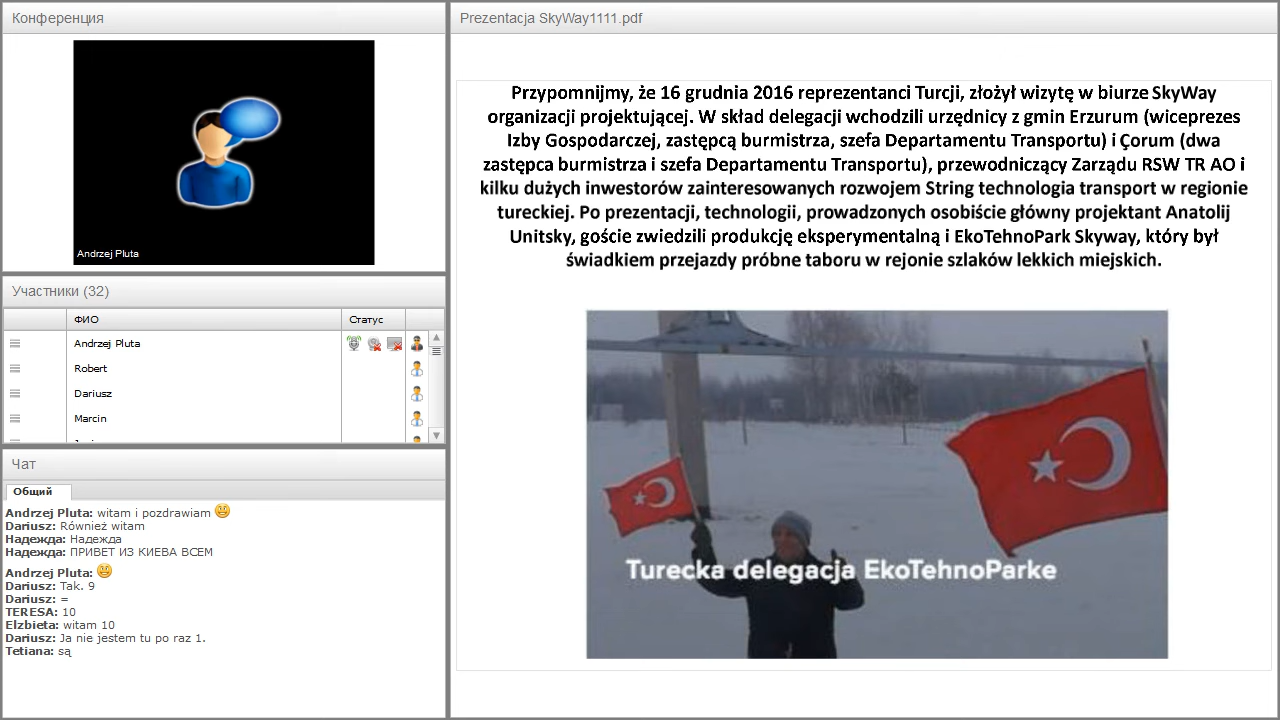 Конференция
Andrzej Pluta
Участники (32)
ФИО
Статус
Andrzej Pluta
Robert
Dariusz
Marcin
Чат
Общий
Andrzej Pluta: witam i pozdrawiam
Dariusz: Również witam
Надежда: Надежда
Надежда: ПРИВЕТ ИЗ КИЕВА ВСЕМ
Andrzej Pluta:
Dariusz: Tak. 9
Dariusz: =
TERESA: 10
Elzbieta: witam 10
Dariusz: Ja nie jestem tu po raz 1.
Tetiana: są
Prezentacja SkyWay1111.pdf
Przypomnijmy, że 16 grudnia 2016 reprezentanci Turcji, złożył wizytę w biurze SkyWay
organizacji projektującej. W skład delegacji wchodzili urzędnicy z gmin Erzurum (wiceprezes
Izby Gospodarczej, zastępcą burmistrza, szefa Departamentu Transportu) i Çorum (dwa
zastępca burmistrza i szefa Departamentu Transportu), przewodniczący Zarządu RSW TR AO i
kilku dużych inwestorów zainteresowanych rozwojem String technologia transport w regionie
tureckiej. Po prezentacji, technologii, prowadzonych osobiście główny projektant Anatolij
Unitsky, goście zwiedzili produkcję eksperymentalną i EkoTehnoPark Skyway, który był
świadkiem przejazdy próbne taboru w rejonie szlaków lekkich miejskich.
Turecka delegacja EkoTehnoParke